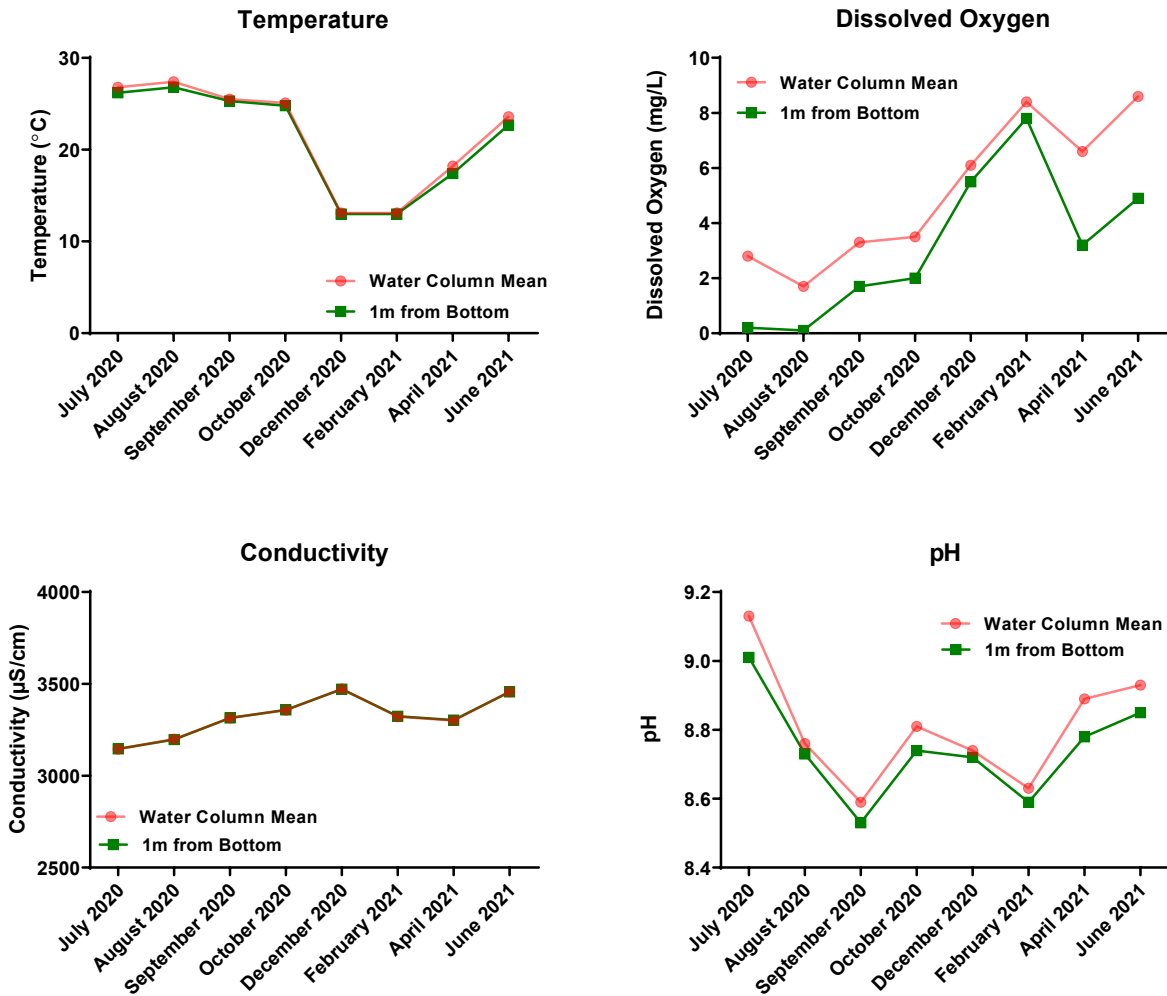 Temperature
Temperature (°C)
30
20
10
0
Water Column Mean
1m from Bottom
July 2020
August 2020
September 2020
October 2020
December 2020
February 2021
April 2021
June 2021
Dissolved Oxygen
Dissolved Oxygen (mg/L)
10
8
6
4
2
0
Water Column Mean
1m from Bottom
July 2020
August 2020
September 2020
October 2020
December 2020
February 2021
April 2021
June 2021
Conductivity
Conductivity (µS/cm)
4000
3500
3000
2500
Water Column Mean
1m from Bottom
July 2020
August 2020
September 2020
October 2020
December 2020
February 2021
April 2021
June 2021
pH
pH
9.2
9.0
8.8
8.6
8.4
Water Column Mean
1m from Bottom
July 2020
August 2020
September 2020
October 2020
December 2020
February 2021
April 2021
June 2021